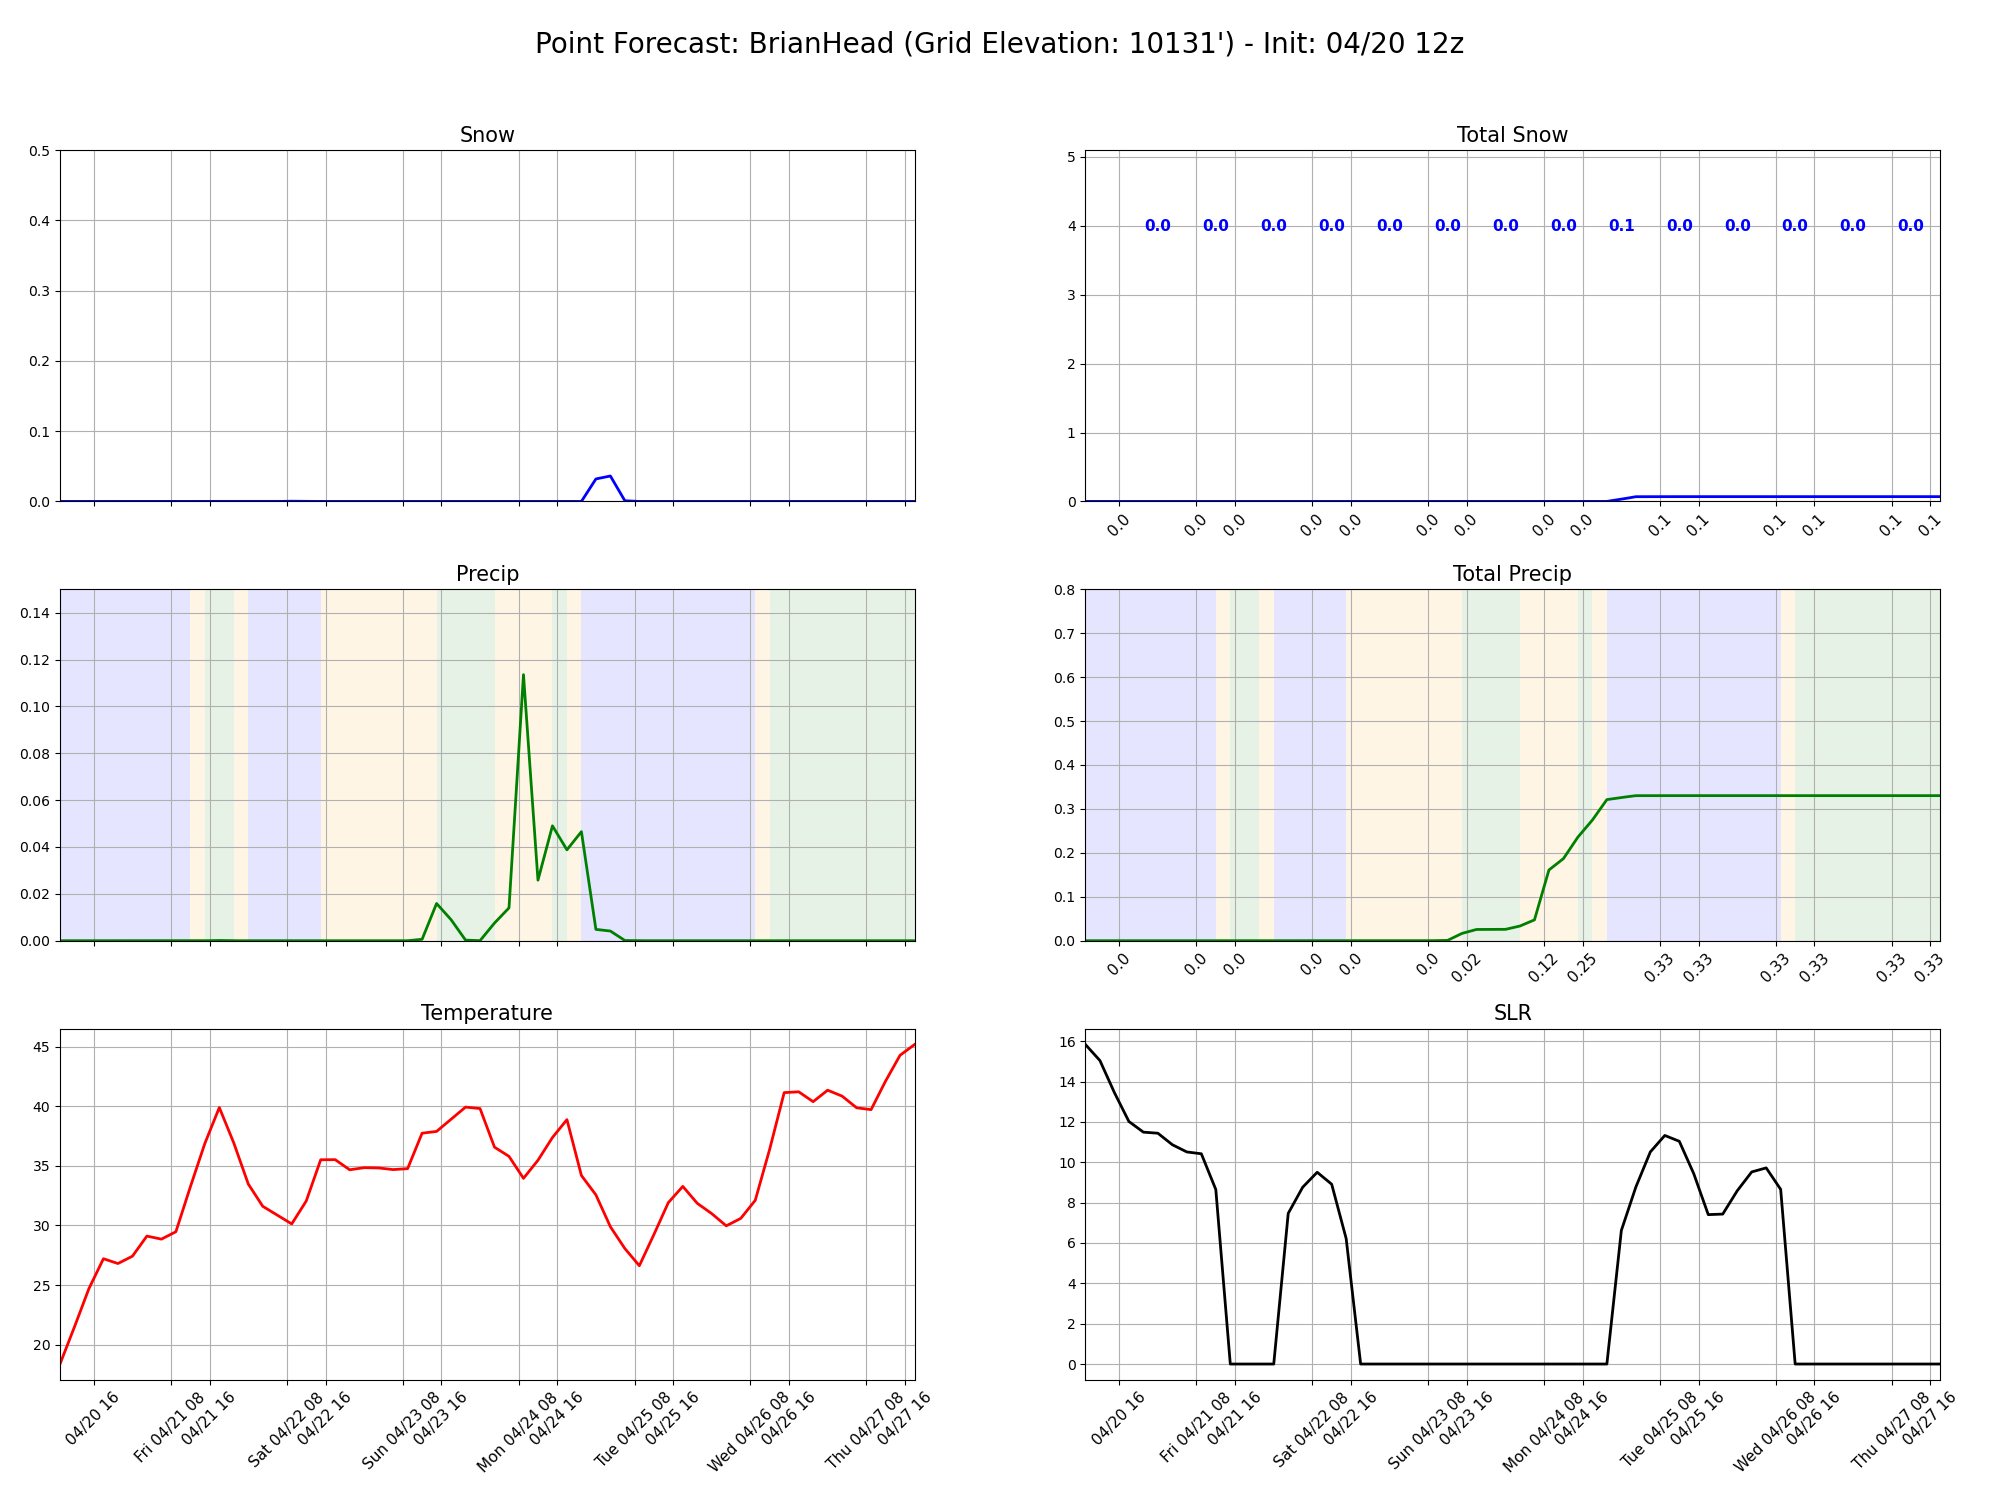 Point Forecast: BrianHead (Grid Elevation: 10131') - Init: 04/20 12z
Snow
0.5
0.4
0.3
0.2
0.1
0.0
Total Snow
5
4
3
2
1
0
0.0 0.0 0.0 0.0 0.0 0.0 0.0 0.0 0.1 0.0 0.0 0.0 0.0 0.0
0.0 0.0 0.0 0.0 0.0 0.0 0.0 0.0 0.0 0.1 0.1 0.1 0.1 0.1 0.1
Precip
0.14
0.12
0.10
0.08
0.06
0.04
0.02
0.00
Total Precip
0.8
0.7
0.6
0.5
0.4
0.3
0.2
0.1
0.0
0.0 0.0 0.0 0.0 0.0 0.0 0.02 0.12 0.25 0.33 0.33 0.33 0.33 0.33 0.33
Temperature
45
40
35
30
25
20
04/20 16
Fri 04/21 08
04/21 16
Sat 04/22 08
04/22 16
Sun 04/23 08
04/23 16
Mon 04/24 08
04/24 16
Tue 04/25 08
04/25 16
Wed 04/26 08
04/26 16
Thu 04/27 08
04/27 16
SLR
16
14
12
10
8
6
4
2
0
04/20 16
Fri 04/21 08
04/21 16
Sat 04/22 08
04/22 16
Sun 04/23 08
04/23 16
Mon 04/24 08
04/24 16
Tue 04/25 08
04/25 16
Wed 04/26 08
04/26 16
Thu 04/27 08
04/27 16